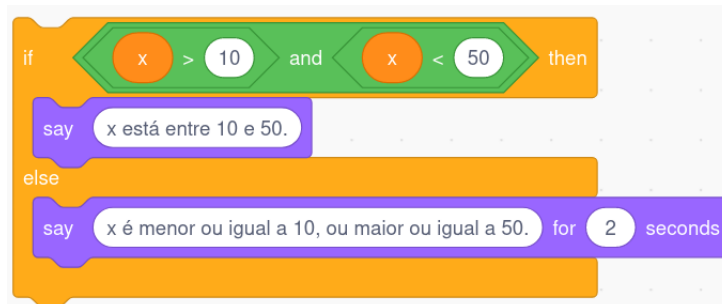 if x > 10 and x < 50 then
say x está entre 10 e 50.
else
say x é menor ou igual a 10, ou maior ou igual a 50. for 2 seconds